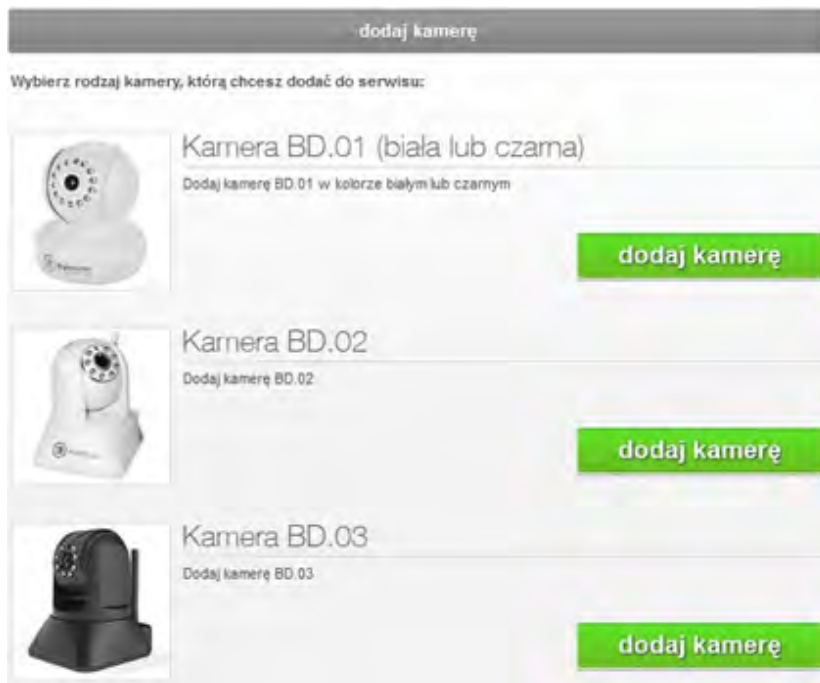 dodaj kamerę
Wybierz rodzaj kamery, którą chcesz dodać do serwisu:
Kamera BD.01 (biała lub czarna)
Dodaj kamerę BD.01 w kolorze białym lub czarnym
dodaj kamerę
Kamera BD.02
Dodaj kamerę BD.02
dodaj kamerę
Kamera BD.03
Dodaj kamerę BD.03
dodaj kamerę